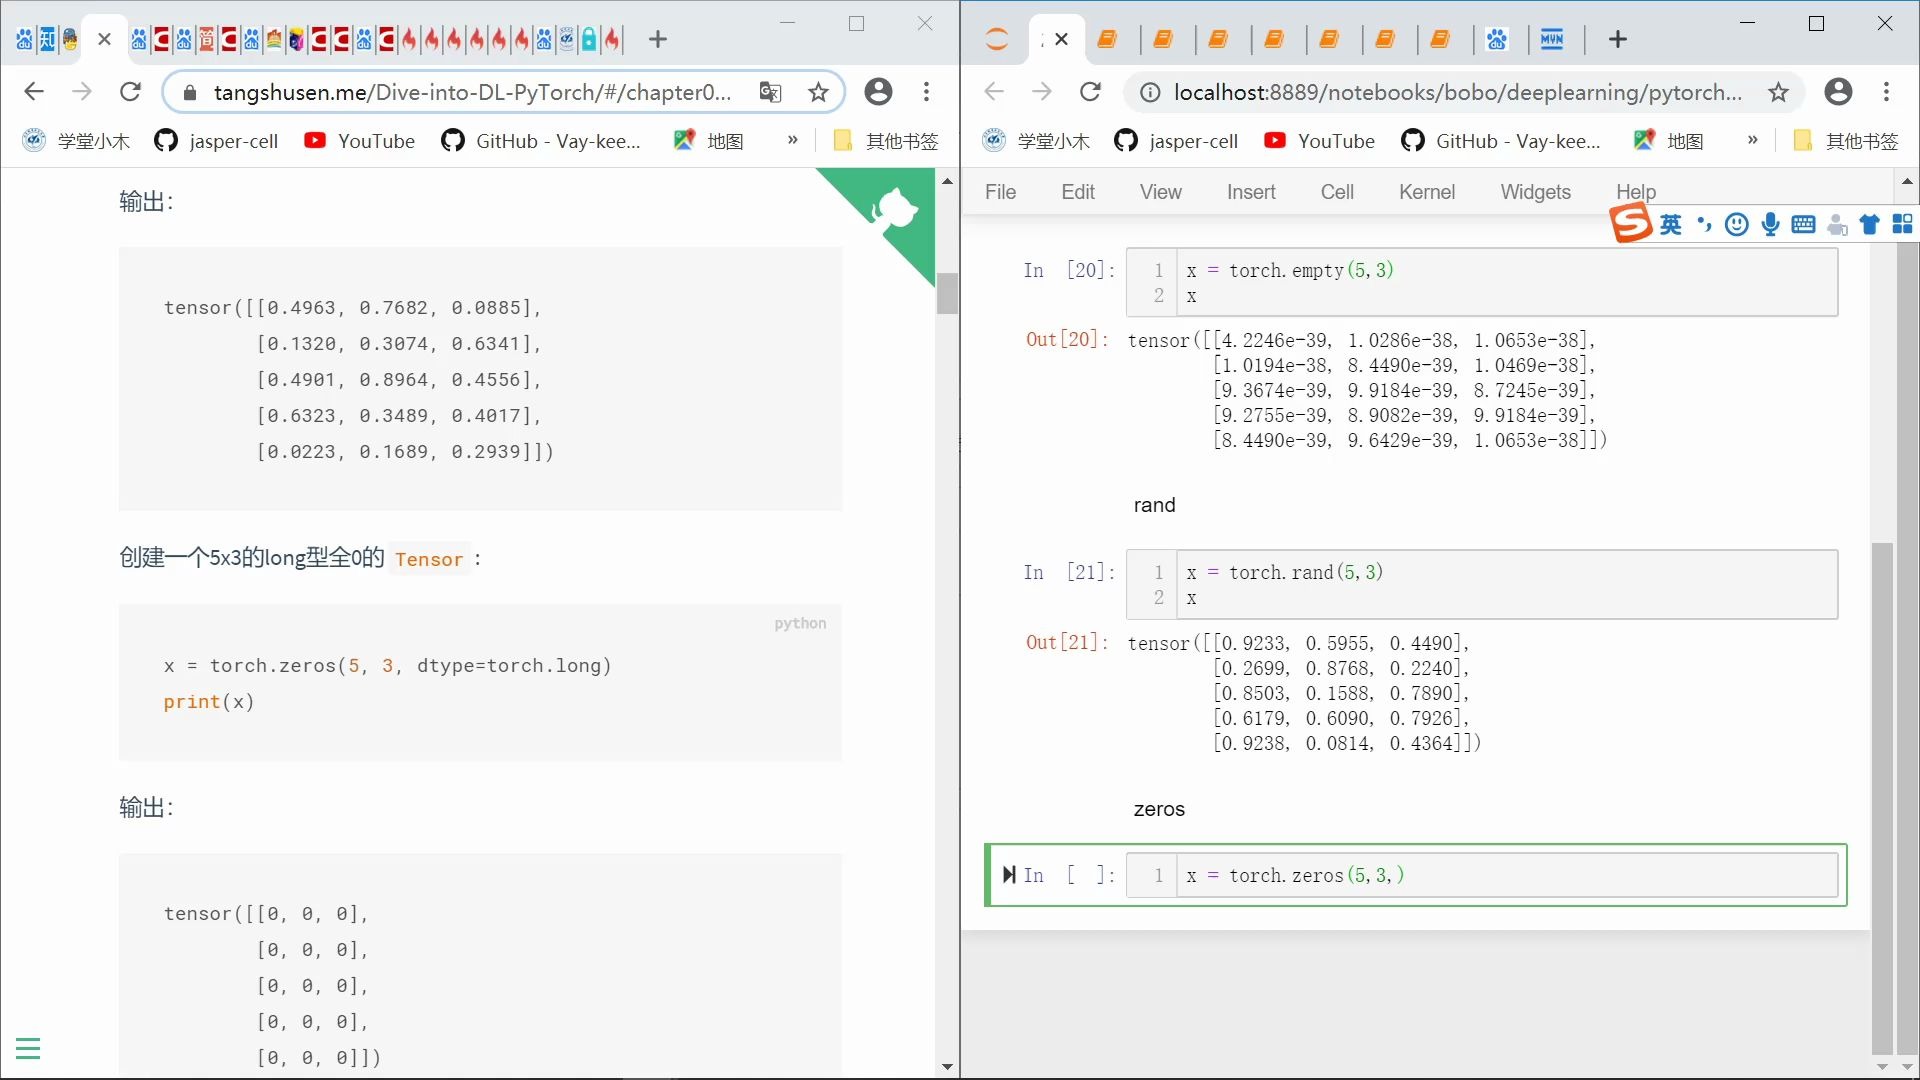 tangshusen.me/Dive-into-DL-PyTorch/#/chapter0...
学堂小木 jasper-cell YouTube GitHub - Vay-kee... 地图 » 其他书签
输出：
tensor([[0.4963, 0.7682, 0.0885],
[0.1320, 0.3074, 0.6341],
[0.4901, 0.8964, 0.4556],
[0.6323, 0.3489, 0.4017],
[0.0223, 0.1689, 0.2939]])
创建一个5x3的long型全0的 Tensor：
python
x = torch.zeros(5, 3, dtype=torch.long)
print(x)
输出：
tensor([[0, 0, 0],
[0, 0, 0],
[0, 0, 0],
[0, 0, 0],
[0, 0, 0]])
localhost:8889/notebooks/bobo/deeplearning/pytorch...
学堂小木 jasper-cell YouTube GitHub - Vay-kee... 地图 » 其他书签
File Edit View Insert Cell Kernel Widgets Help
英
In [20]: 1 x = torch.empty(5,3)
2 x
Out[20]: tensor([[4.2246e-39, 1.0286e-38, 1.0653e-38],
[1.0194e-38, 8.4490e-39, 1.0469e-38],
[9.3674e-39, 9.9184e-39, 8.7245e-39],
[9.2755e-39, 8.9082e-39, 9.9184e-39],
[8.4490e-39, 9.6429e-39, 1.0653e-38]])
rand
In [21]: 1 x = torch.rand(5,3)
2 x
Out[21]: tensor([[0.9233, 0.5955, 0.4490],
[0.2699, 0.8768, 0.2240],
[0.8503, 0.1588, 0.7890],
[0.6179, 0.6090, 0.7926],
[0.9238, 0.0814, 0.4364]])
zeros
In [ ]: 1 x = torch.zeros(5,3,)